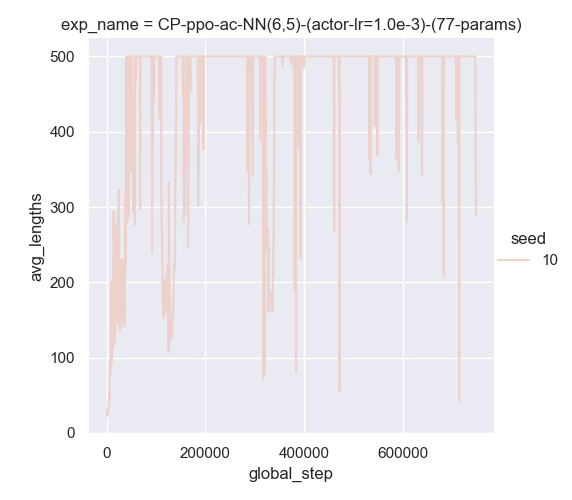 exp_name = CP-ppo-ac-NN(6,5)-(actor-lr=1.0e-3)-(77-params)
500
400
300
200
100
0
avg_lengths
0 200000 400000 600000
global_step
seed
10